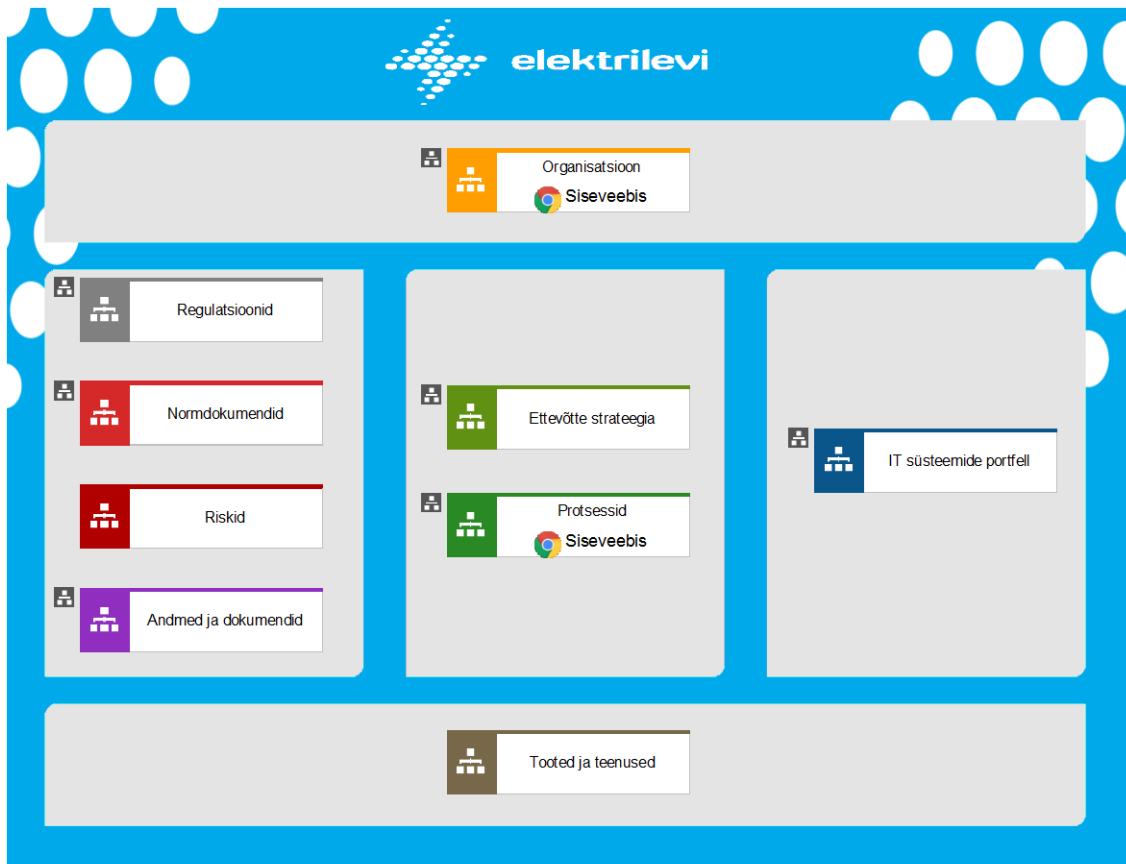 elektrilevi
Organisatsioon
Siseveebis
Regulatsioonid
Normdokumendid
Riskid
Andmed ja dokumendid
Ettevõtte strateegia
Protsessid
Siseveebis
IT süsteemide portfell
Tooted ja teenused